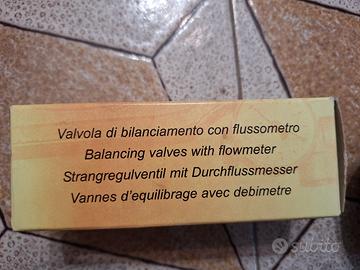 Valvola di bilanciamento con flussometro
Balancing valves with flowmeter
Strangregulventil mit Durchflussmesser
Vannes d'equilibrage avec debimetre
subito